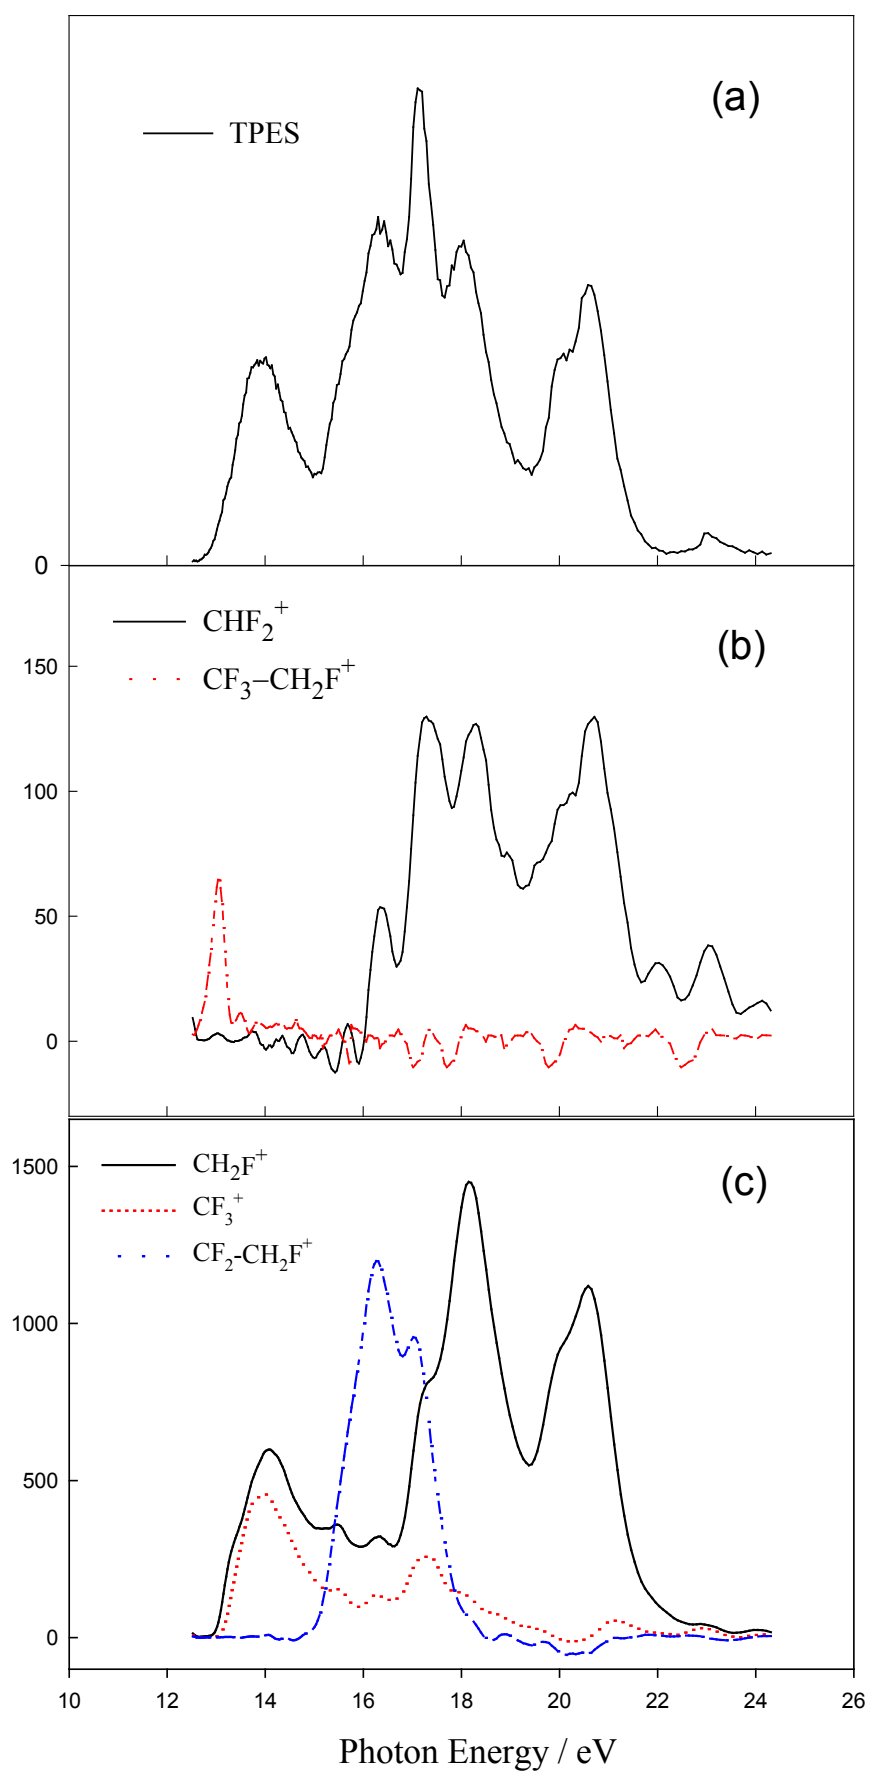 (a)
TPES
0
CHF₂⁺
(b)
150
CF₃–CH₂F⁺
100
50
0
1500
CH₂F⁺
(c)
CF₃⁺
CF₂-CH₂F⁺
1000
500
0
10 12 14 16 18 20 22 24 26
Photon Energy / eV